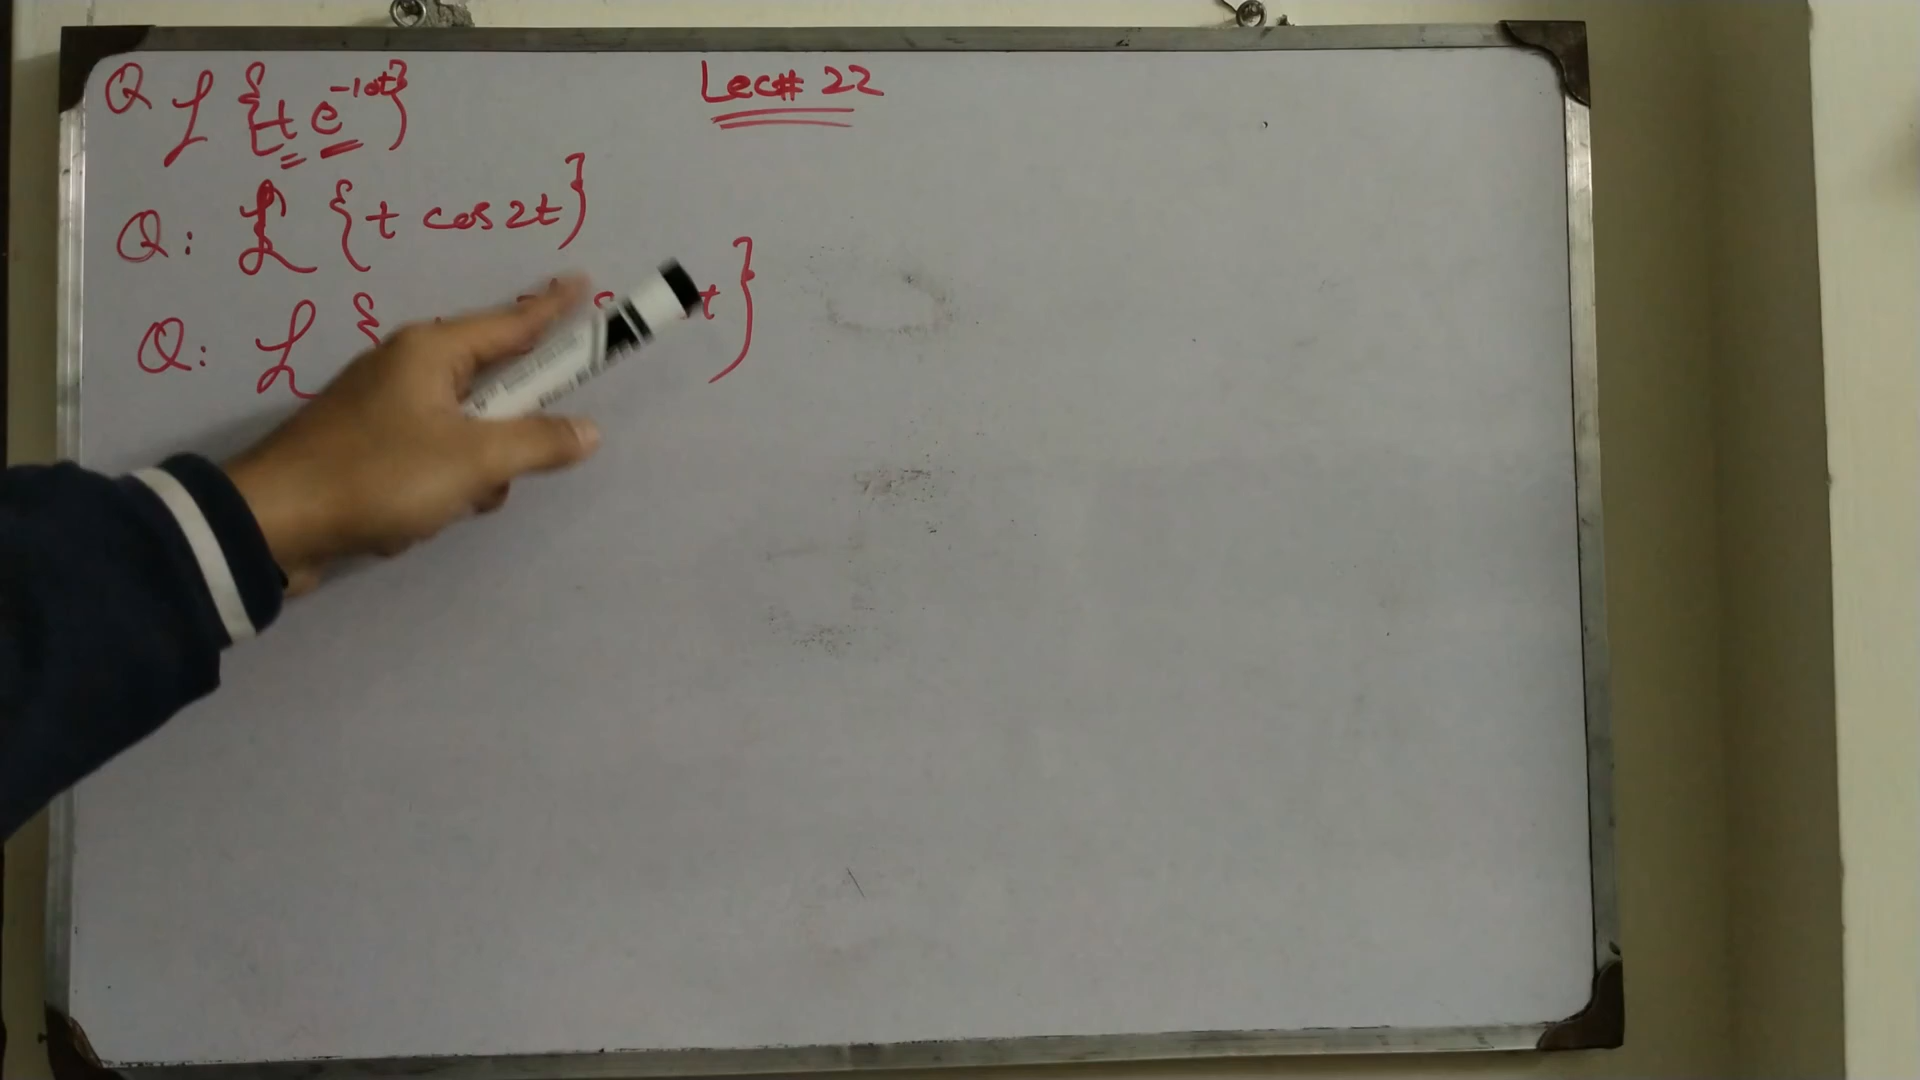 Lec# 22
Q ℒ {t e^{-10t}}
Q: ℒ {t cos 2t}
Q: ℒ { t}